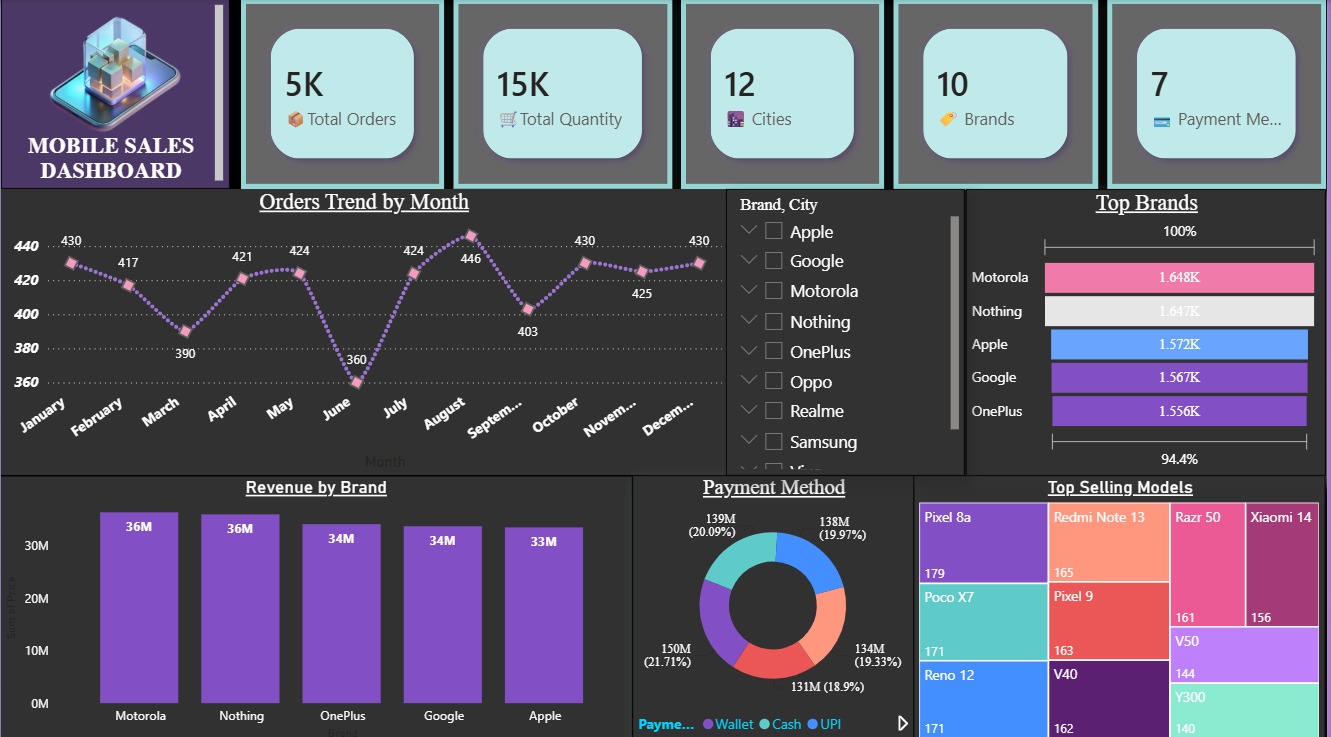 MOBILE SALES
DASHBOARD
5K
Total Orders
15K
Total Quantity
12
Cities
10
Brands
7
Payment Me...
Orders Trend by Month
440
420
400
380
360
430
417
390
421
424
360
424
446
403
430
425
430
January
February
March
April
May
June
July
August
Septem...
October
Novem...
Decem...
Month
Brand, City
Apple
Google
Motorola
Nothing
OnePlus
Oppo
Realme
Samsung
Top Brands
100%
Motorola 1.648K
Nothing 1.647K
Apple 1.572K
Google 1.567K
OnePlus 1.556K
94.4%
Revenue by Brand
Sum of Price
30M
20M
10M
0M
36M
36M
34M
34M
33M
Motorola
Nothing
OnePlus
Google
Apple
Brand
Payment Method
139M
(20.09%)
138M
(19.97%)
150M
(21.71%)
134M
(19.33%)
131M (18.9%)
Payme...
Wallet
Cash
UPI
Top Selling Models
Pixel 8a
179
Poco X7
171
Reno 12
171
Redmi Note 13
165
Pixel 9
163
V40
162
Razr 50
161
Xiaomi 14
156
V50
144
Y300
140